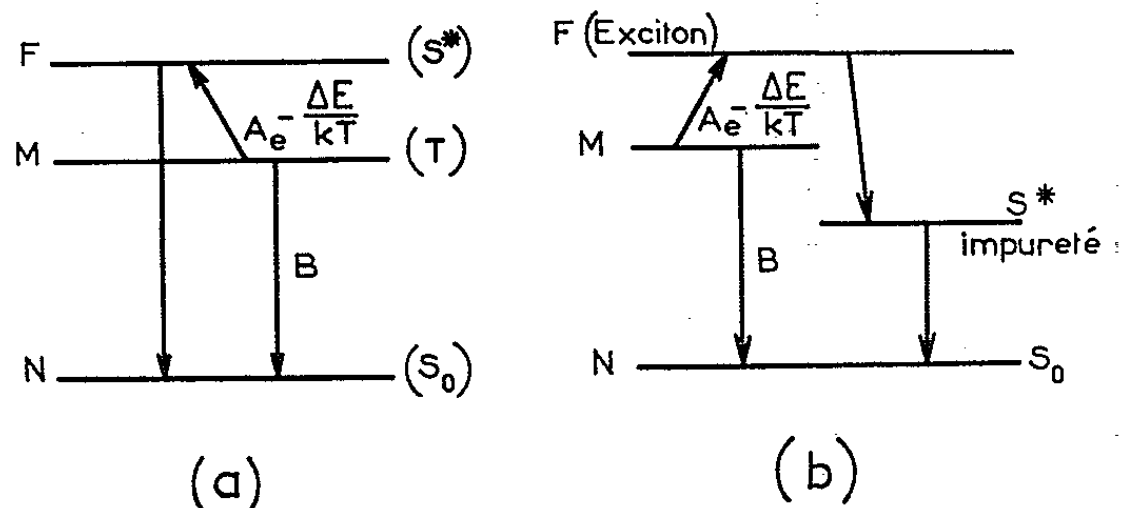 F (S*)
A e - ΔE
kT
M (T)
B
N (S₀)
(a)
F (Exciton)
A e - ΔE
kT
M
S*
impureté
B
N S₀
(b)